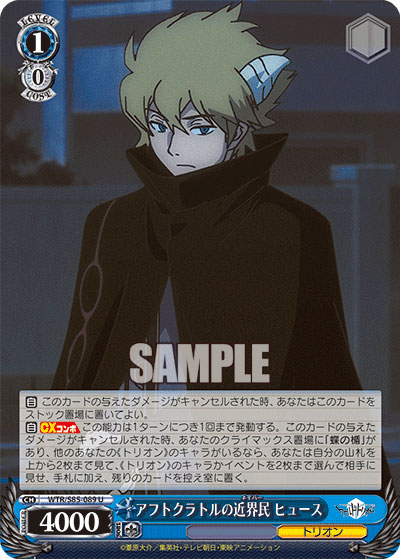 LEVEL
1
0
COST
SAMPLE
このカードの与えたダメージがキャンセルされた時、あなたはこのカードを
ストック置場に置いてよい。
CXコンボ この能力は1ターンにつき1回まで発動する。このカードの与えた
ダメージがキャンセルされた時、あなたのクライマックス置場に「蝶の楯」が
あり、他のあなたの《トリオン》のキャラがいるなら、あなたは自分の山札の
上から2枚まで見て、《トリオン》のキャラかイベントを2枚まで選んで相手に見
せ、手札に加え、残りのカードを控え室に置く。
CH WTR/S85-089 U
4000
アフトクラトルの近界民 ヒュース
ネイバー
トリオン
©葦原大介／集英社・テレビ朝日・東映アニメーション